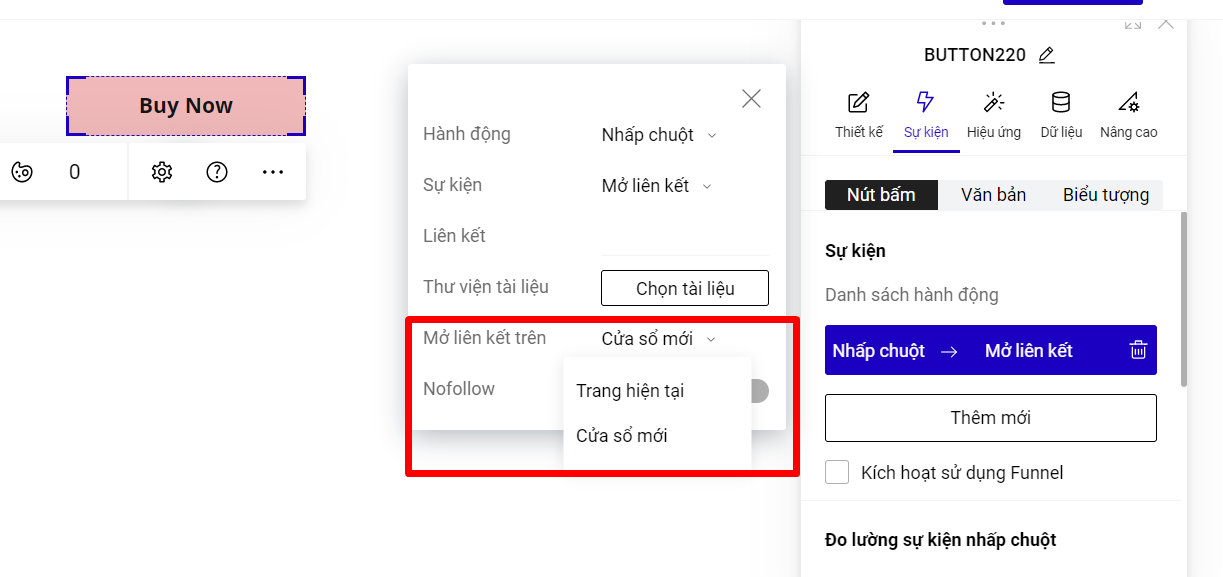 Buy Now
0
Hành động Nhấp chuột
Sự kiện Mở liên kết
Liên kết
Thư viện tài liệu Chọn tài liệu
Mở liên kết trên Cửa sổ mới
Nofollow
Trang hiện tại
Cửa sổ mới
BUTTON220
Thiết kế Sự kiện Hiệu ứng Dữ liệu Nâng cao
Nút bấm Văn bản Biểu tượng
Sự kiện
Danh sách hành động
Nhấp chuột → Mở liên kết
Thêm mới
Kích hoạt sử dụng Funnel
Đo lường sự kiện nhấp chuột